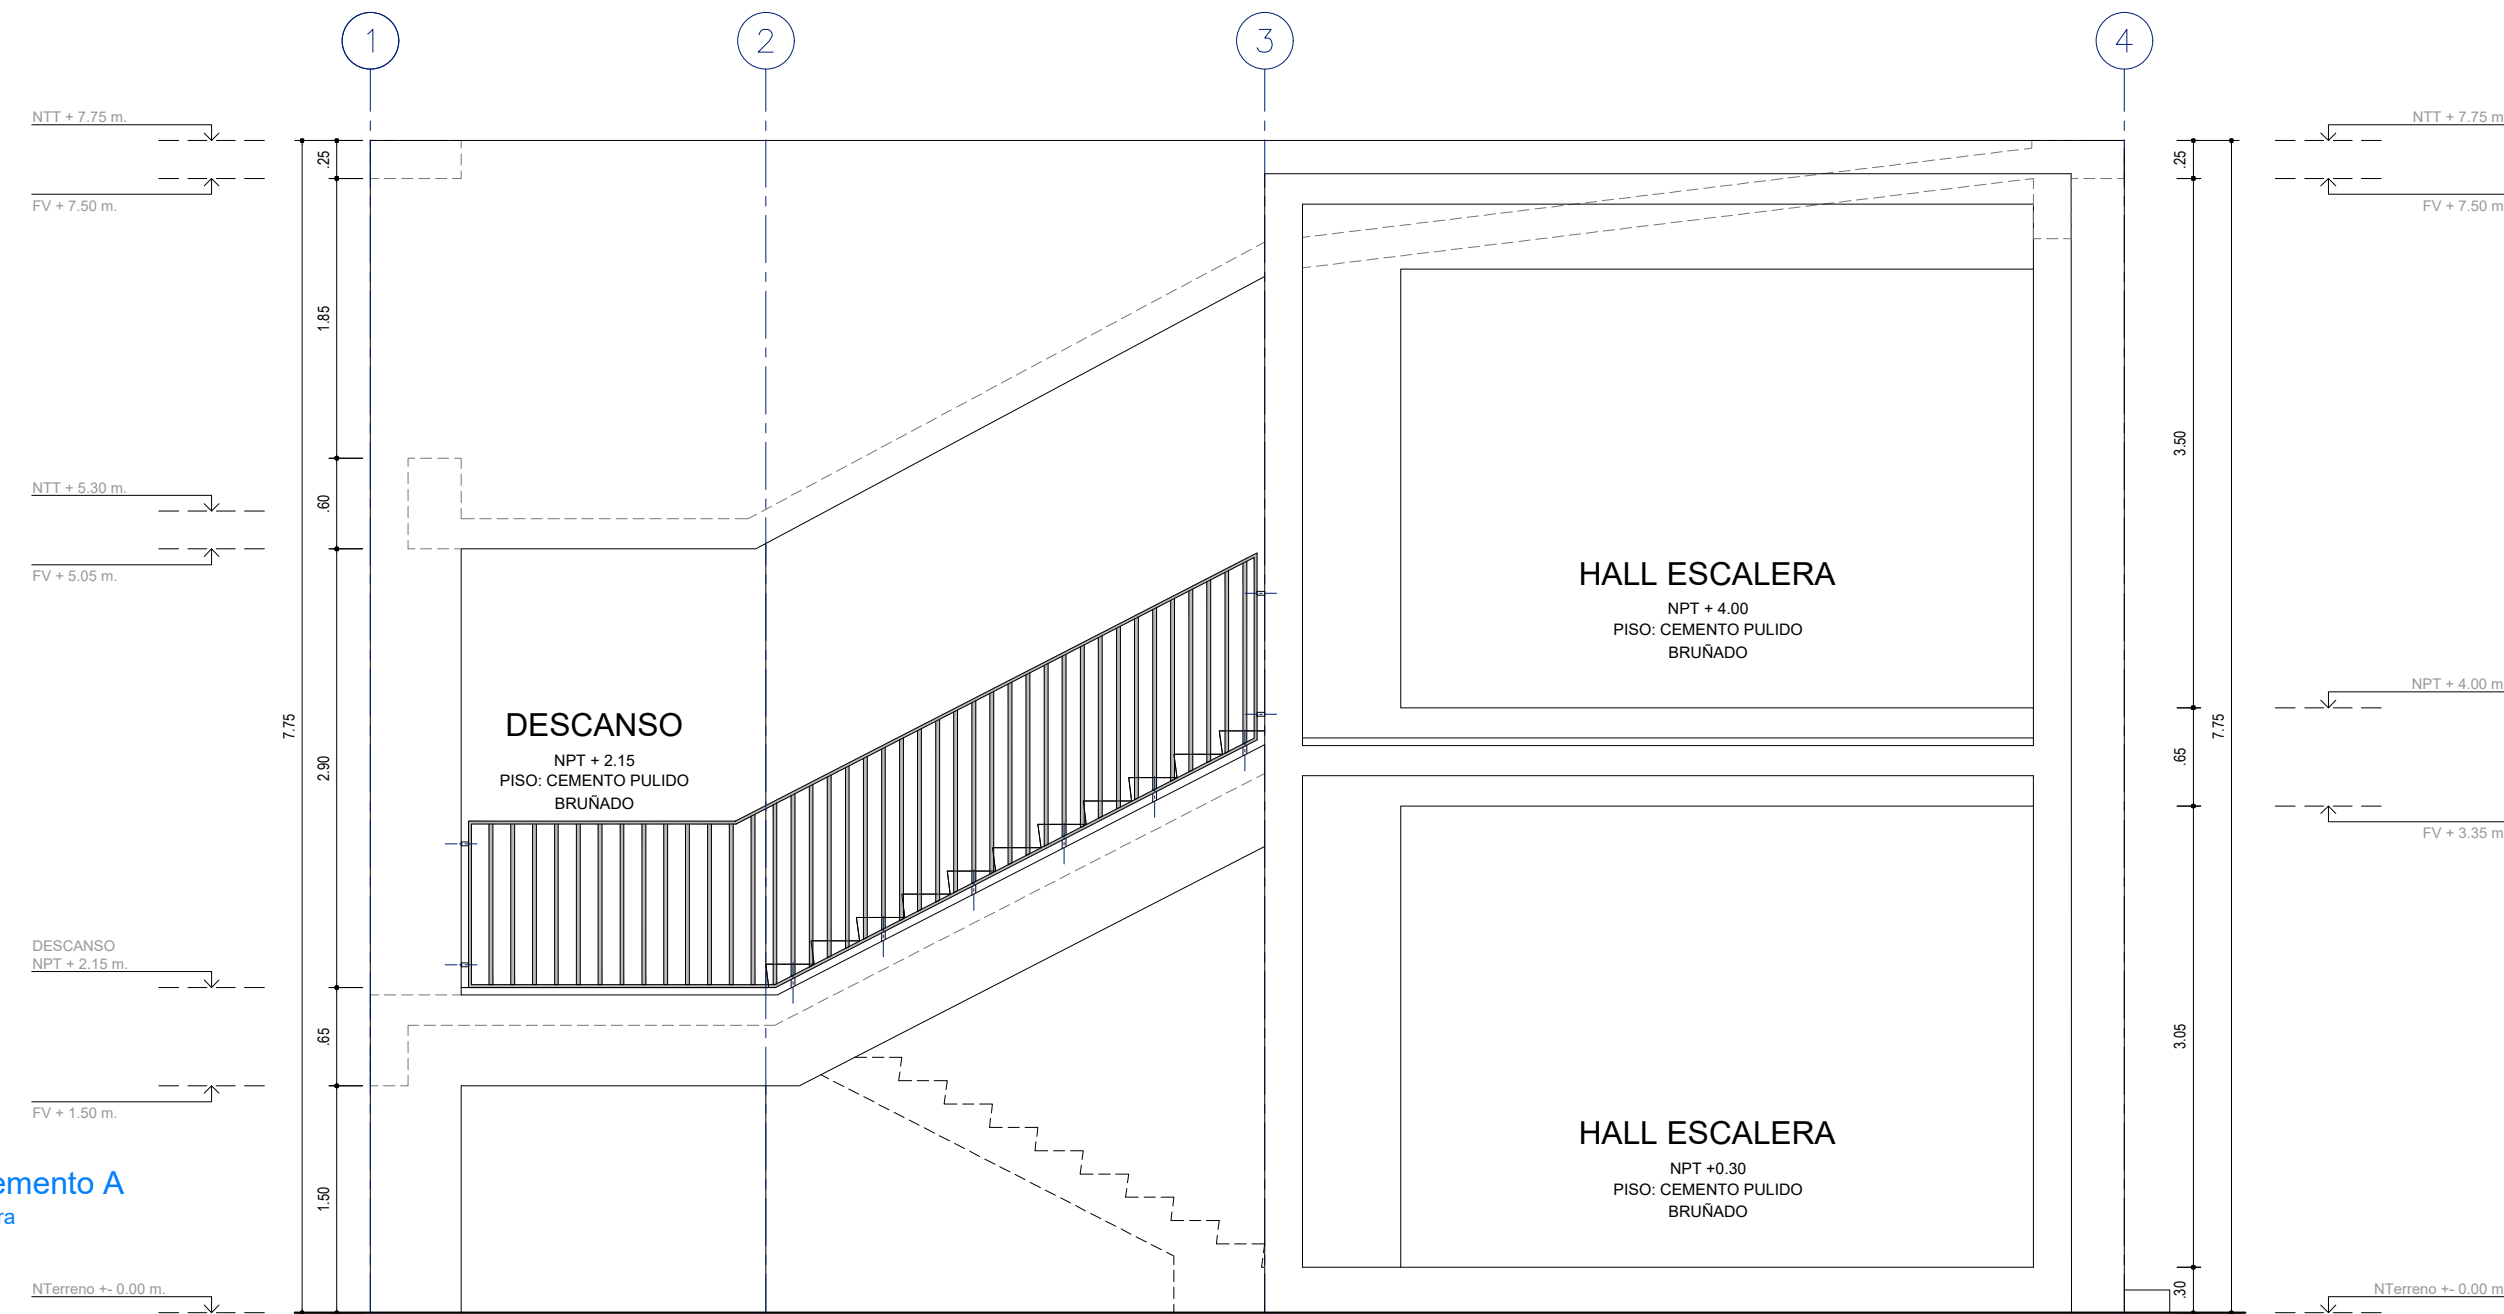 1
2
3
4
NTT + 7.75 m.
FV + 7.50 m.
NTT + 5.30 m.
FV + 5.05 m.
DESCANSO
NPT + 2.15 m.
FV + 1.50 m.
emento A
ra
NTerreno +- 0.00 m.
7.75
.25
1.85
.60
2.90
.65
1.50
DESCANSO
NPT + 2.15
PISO: CEMENTO PULIDO
BRUÑADO
HALL ESCALERA
NPT + 4.00
PISO: CEMENTO PULIDO
BRUÑADO
HALL ESCALERA
NPT +0.30
PISO: CEMENTO PULIDO
BRUÑADO
.25
3.50
.65
3.05
.30
7.75
NTT + 7.75 m
FV + 7.50 m
NPT + 4.00 m
FV + 3.35 m
NTerreno +- 0.00 m